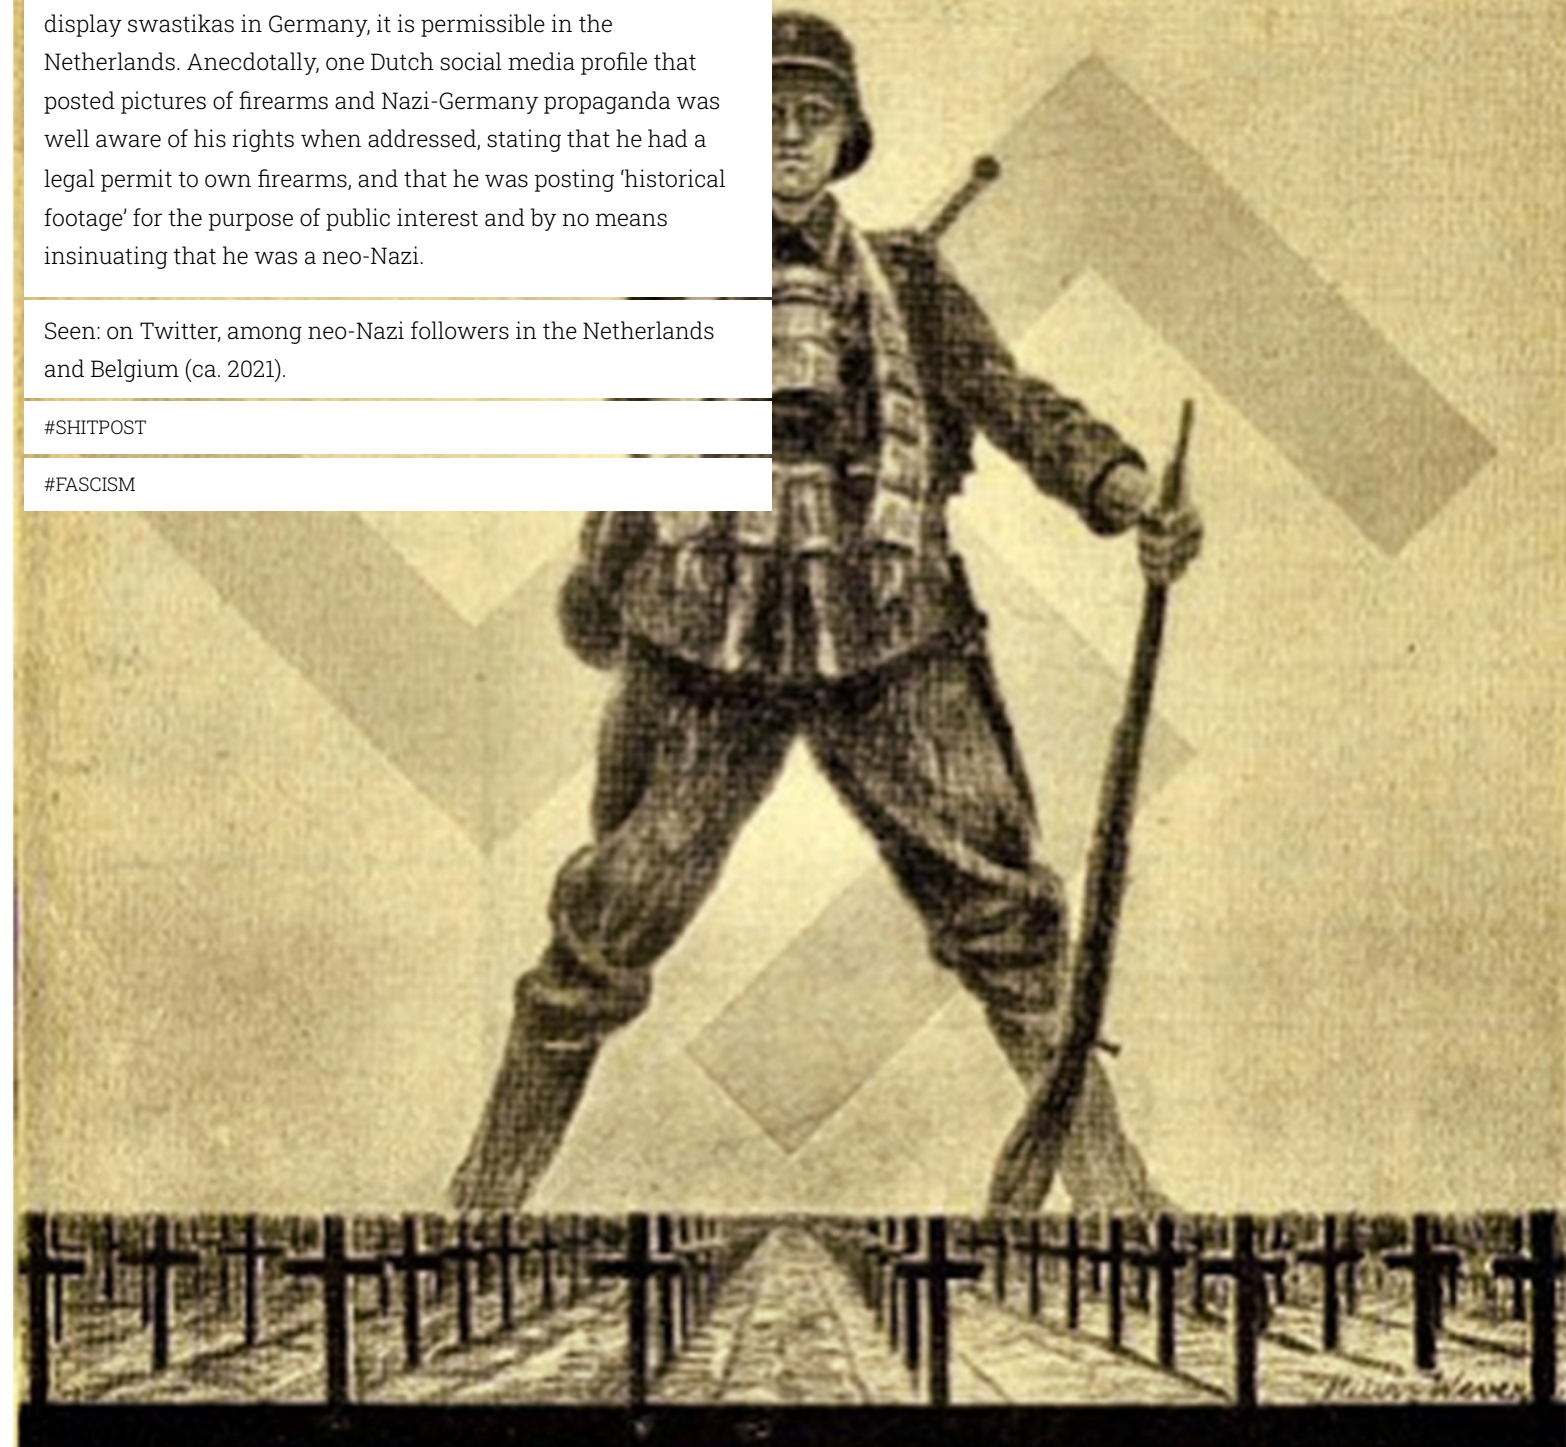 display swastikas in Germany, it is permissible in the
Netherlands. Anecdotally, one Dutch social media profile that
posted pictures of firearms and Nazi-Germany propaganda was
well aware of his rights when addressed, stating that he had a
legal permit to own firearms, and that he was posting ‘historical
footage’ for the purpose of public interest and by no means
insinuating that he was a neo-Nazi.
Seen: on Twitter, among neo-Nazi followers in the Netherlands
and Belgium (ca. 2021).
#SHITPOST
#FASCISM